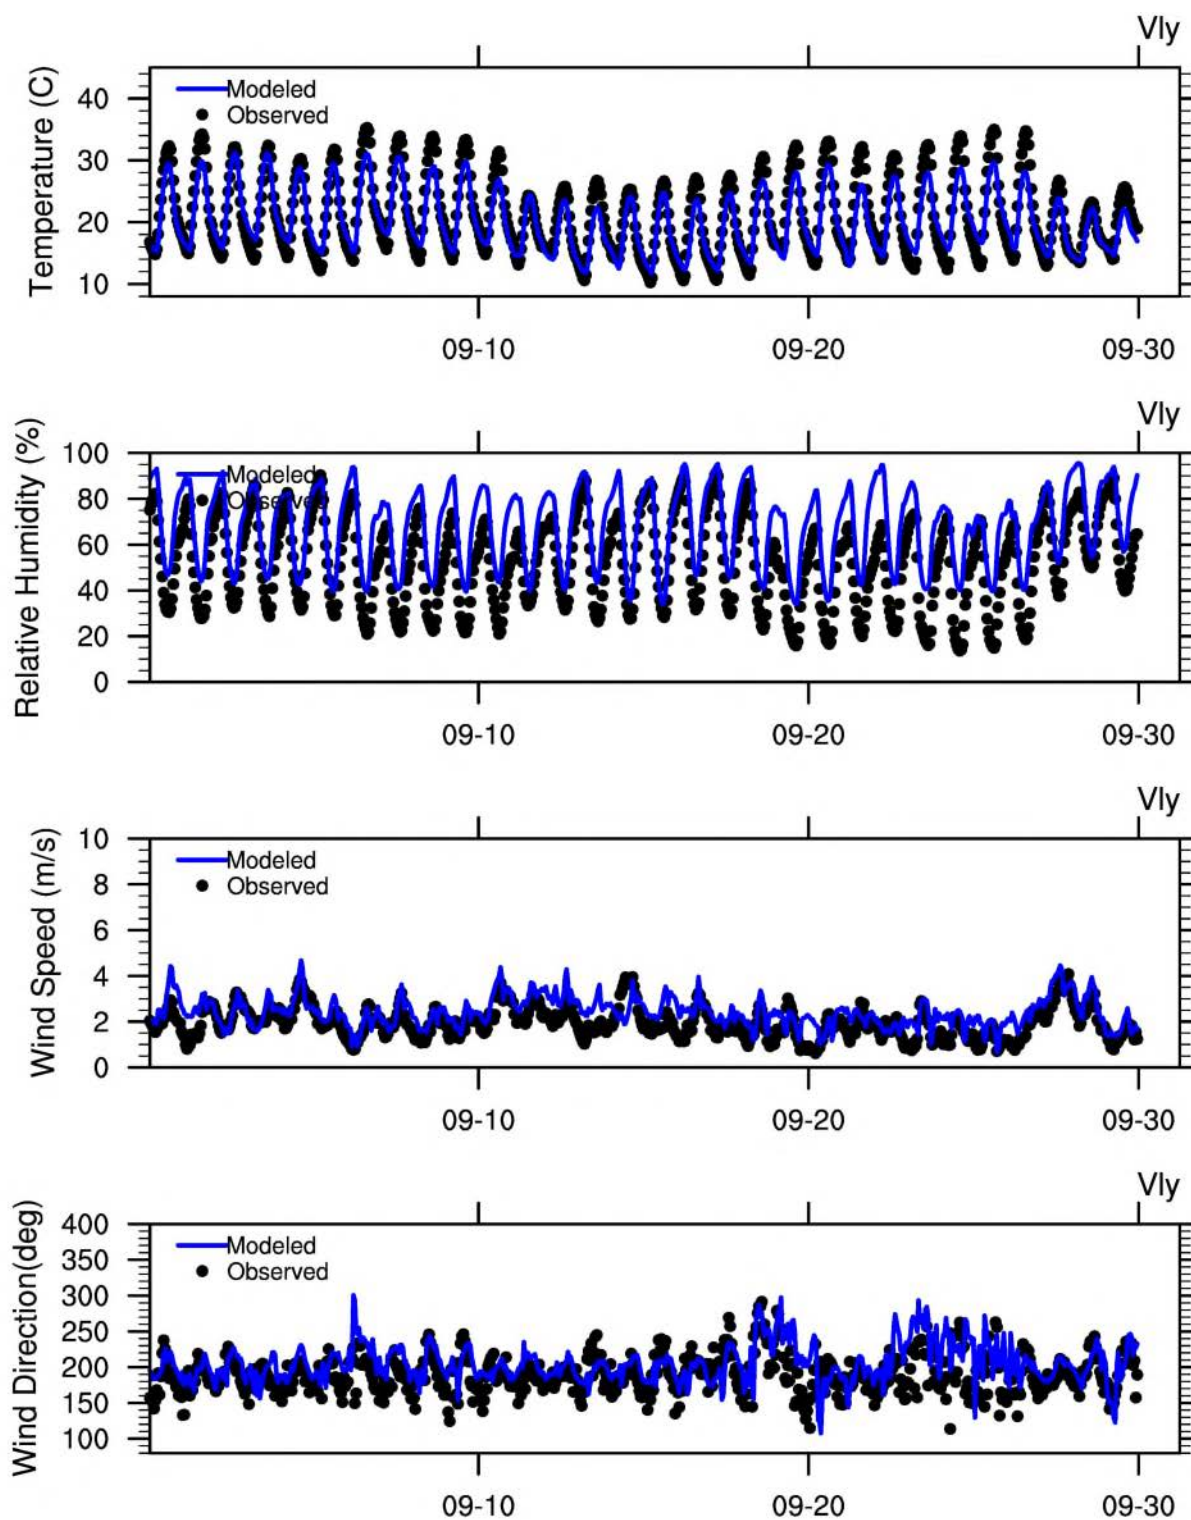 Vly
Temperature (C)
40
30
20
10
Modeled
Observed
09-10
09-20
09-30
Vly
Relative Humidity (%)
100
80
60
40
20
0
Modeled
Observed
09-10
09-20
09-30
Vly
Wind Speed (m/s)
10
8
6
4
2
0
Modeled
Observed
09-10
09-20
09-30
Vly
Wind Direction(deg)
400
350
300
250
200
150
100
Modeled
Observed
09-10
09-20
09-30